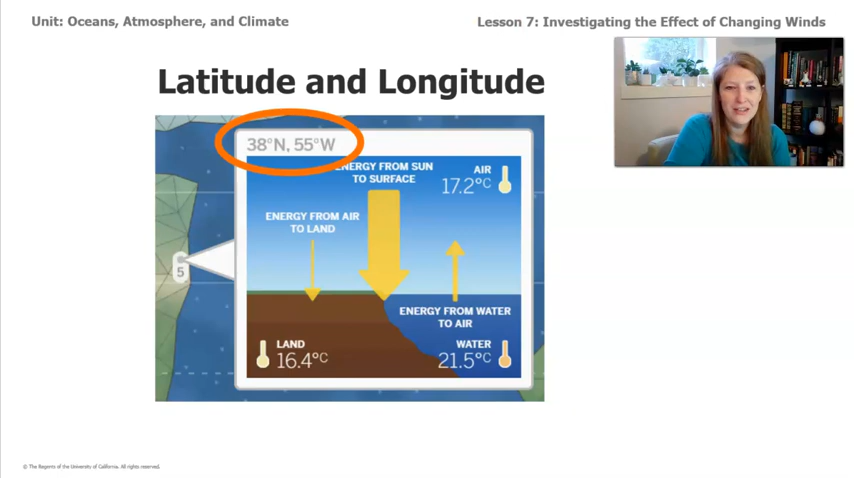 Unit: Oceans, Atmosphere, and Climate
Lesson 7: Investigating the Effect of Changing Winds
Latitude and Longitude
38°N, 55°W
ENERGY FROM SUN
TO SURFACE
AIR
17.2°C
ENERGY FROM AIR
TO LAND
5
ENERGY FROM WATER
TO AIR
LAND
16.4°C
WATER
21.5°C
© The Regents of the University of California. All rights reserved.